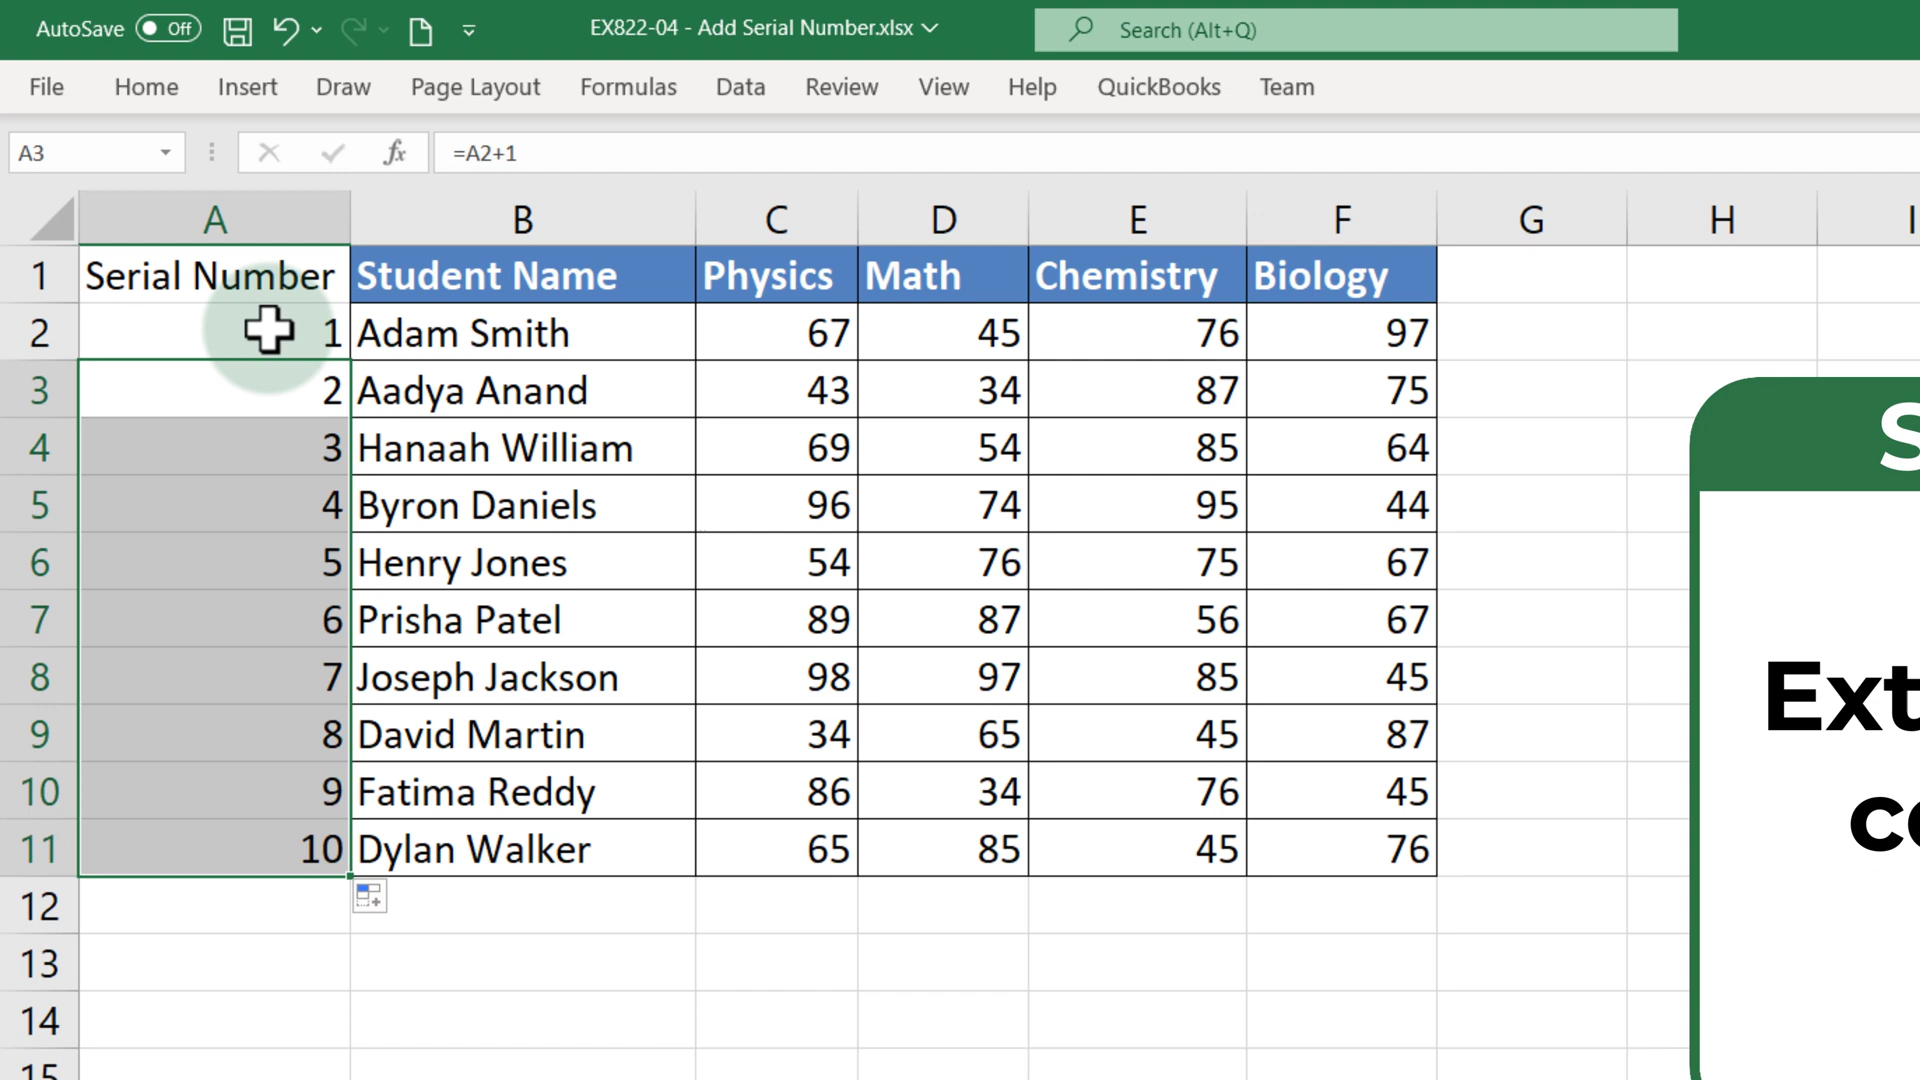 AutoSave Off EX822-04 - Add Serial Number.xlsx Search (Alt+Q)
File Home Insert Draw Page Layout Formulas Data Review View Help QuickBooks Team
A3 fx =A2+1
A B C D E F G H I
1 Serial Number Student Name Physics Math Chemistry Biology
2 1 Adam Smith 67 45 76 97
3 2 Aadya Anand 43 34 87 75
4 3 Hanaah William 69 54 85 64
5 4 Byron Daniels 96 74 95 44
6 5 Henry Jones 54 76 75 67
7 6 Prisha Patel 89 87 56 67
8 7 Joseph Jackson 98 97 85 45
9 8 David Martin 34 65 45 87
10 9 Fatima Reddy 86 34 76 45
11 10 Dylan Walker 65 85 45 76
12
13
14
15
S
Ext